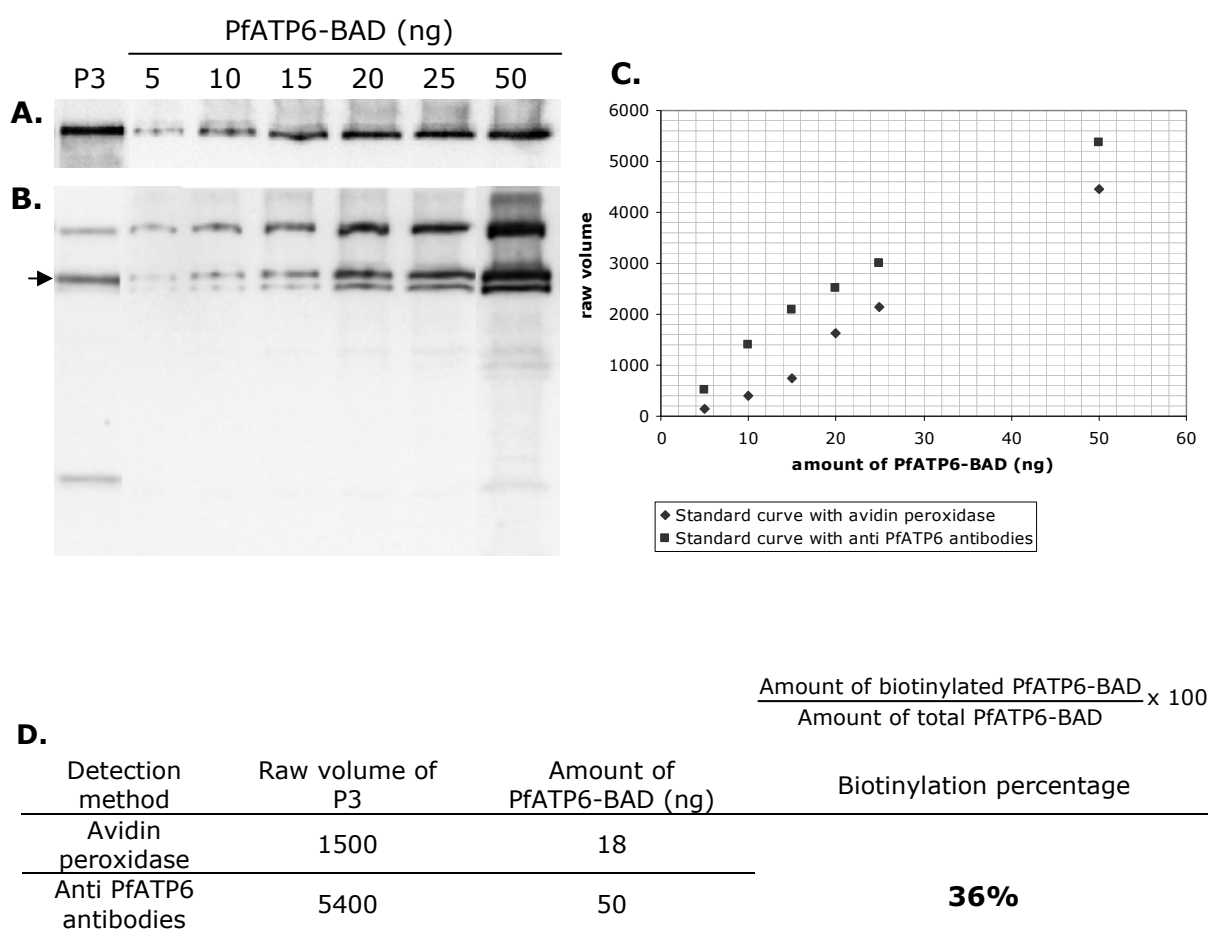 PfATP6-BAD (ng)
P3 5 10 15 20 25 50
A.
B.
C.
6000
5000
4000
3000
2000
1000
0
raw volume
0 10 20 30 40 50 60
amount of PfATP6-BAD (ng)
Standard curve with avidin peroxidase
Standard curve with anti PfATP6 antibodies
Amount of biotinylated PfATP6-BAD x 100
Amount of total PfATP6-BAD
D.
Detection method
Raw volume of P3
Amount of PfATP6-BAD (ng)
Biotinylation percentage
Avidin peroxidase
1500
18
Anti PfATP6 antibodies
5400
50
36%